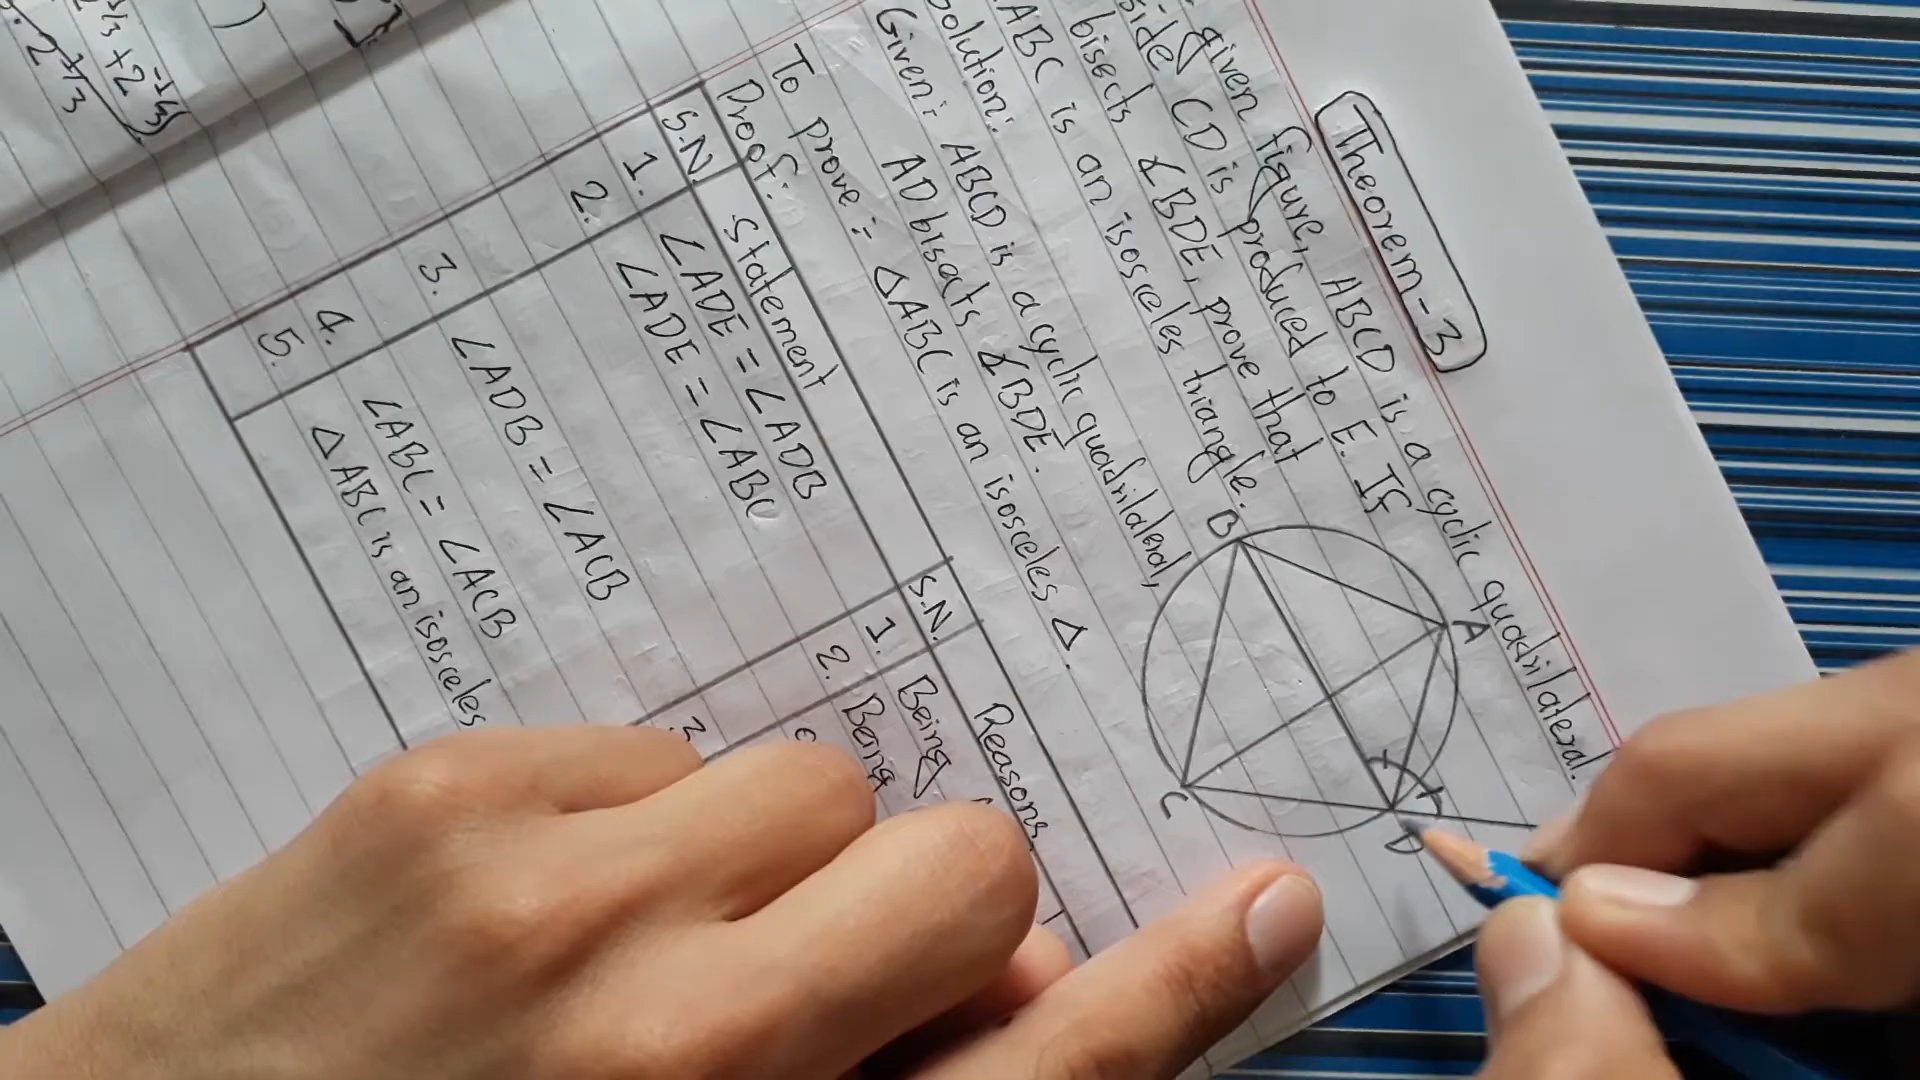 Theorem-3
given figure, ABCD is a cyclic quadrilateral.
side CD is produced to E. If
bisects ∡BDE, prove that
ABC is an isosceles triangle.
Solution:
Given: ABCD is a cyclic quadrilateral,
AD bisects ∡BDE.
To prove: ΔABC is an isosceles Δ.
Proof:
S.N. Statement S.N. Reasons
1. ∠ADE = ∠ADB 1. Being
2. ∠ADE = ∠ABC 2. Being
3. ∠ADB = ∠ACB 3.
4. ∠ABC = ∠ACB
5. ΔABC is an isosceles
A
B
C
D